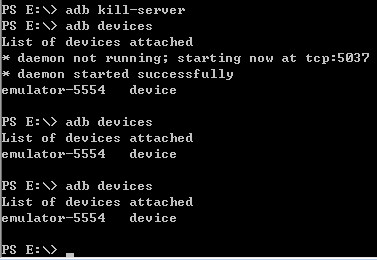 PS E:\> adb kill-server
PS E:\> adb devices
List of devices attached
* daemon not running; starting now at tcp:5037
* daemon started successfully
emulator-5554   device
PS E:\> adb devices
List of devices attached
emulator-5554   device
PS E:\> adb devices
List of devices attached
emulator-5554   device
PS E:\> _